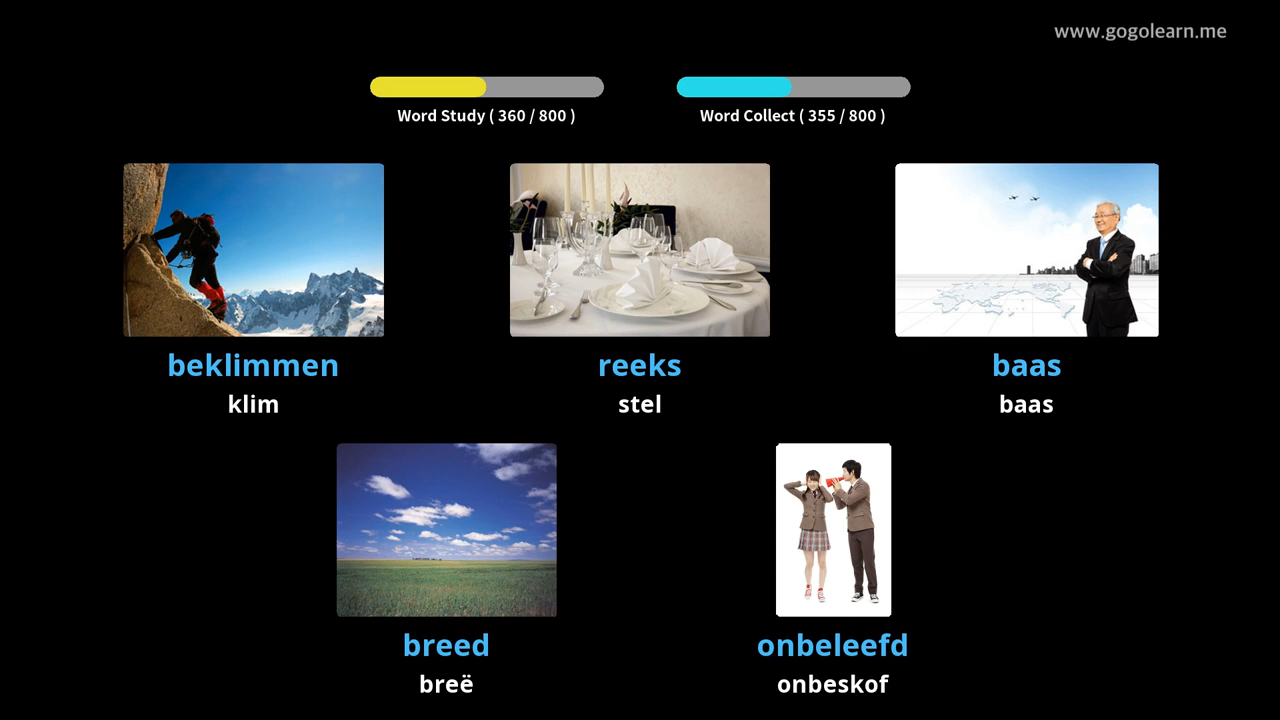 www.gogolearn.me
Word Study ( 360 / 800 )
Word Collect ( 355 / 800 )
beklimmen
klim
reeks
stel
baas
baas
breed
breë
onbeleefd
onbeskof